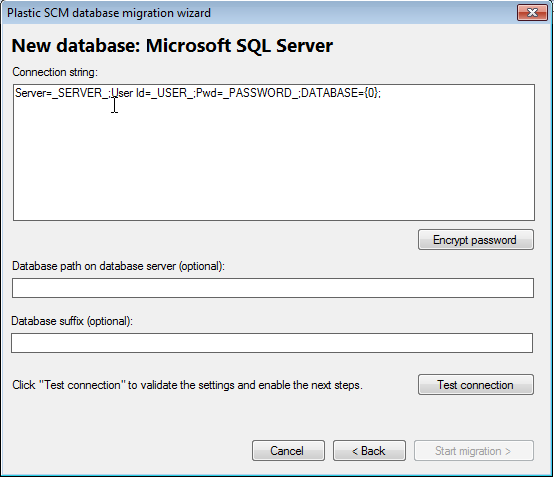 Plastic SCM database migration wizard
New database: Microsoft SQL Server
Connection string:
Server=_SERVER_;User Id=_USER_;Pwd=_PASSWORD_;DATABASE={0};
Encrypt password
Database path on database server (optional):
Database suffix (optional):
Click "Test connection" to validate the settings and enable the next steps.
Test connection
Cancel
< Back
Start migration >